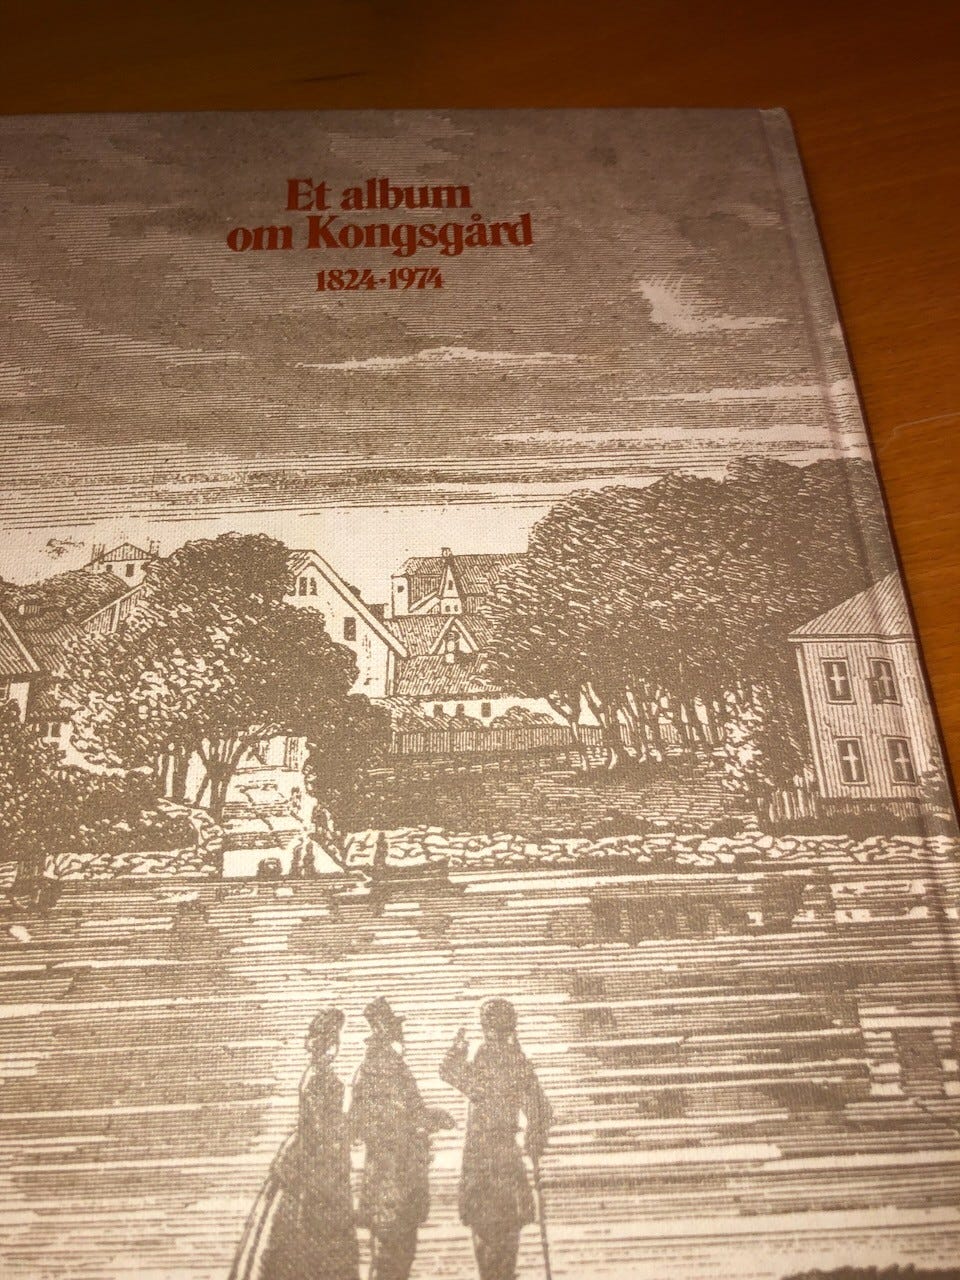 Et album
om Kongsgård
1824·1974